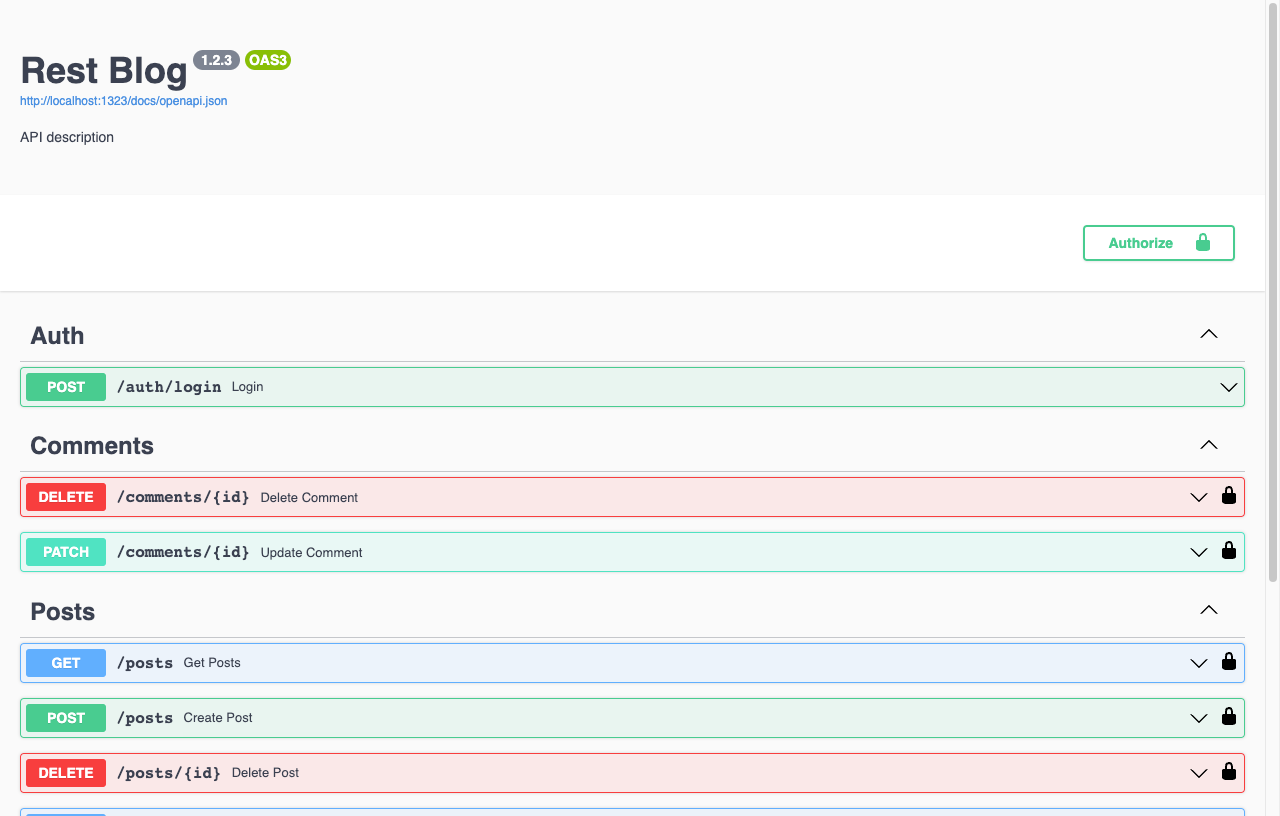 Rest Blog 1.2.3 OAS3
http://localhost:1323/docs/openapi.json
API description
Authorize
Auth
POST /auth/login Login
Comments
DELETE /comments/{id} Delete Comment
PATCH /comments/{id} Update Comment
Posts
GET /posts Get Posts
POST /posts Create Post
DELETE /posts/{id} Delete Post